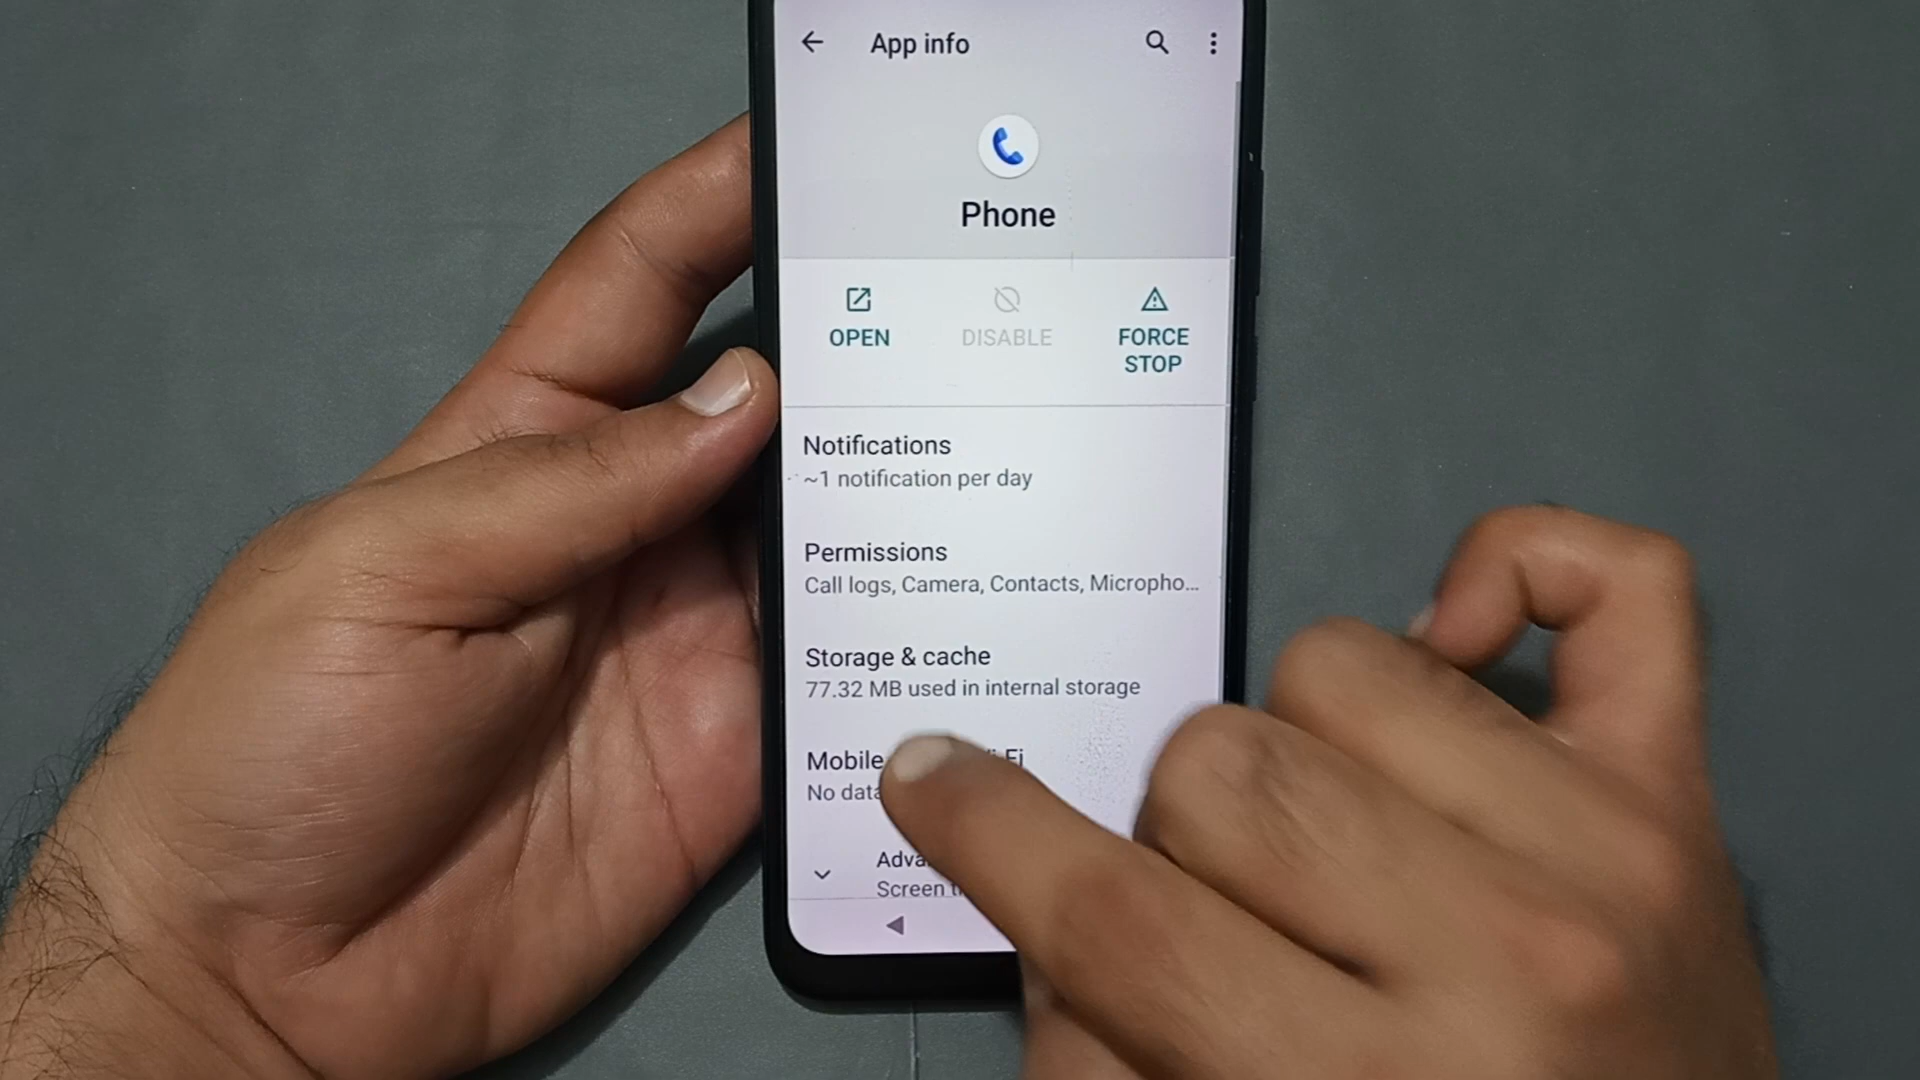 App info
Phone
OPEN
DISABLE
FORCE
STOP
Notifications
~1 notification per day
Permissions
Call logs, Camera, Contacts, Micropho...
Storage & cache
77.32 MB used in internal storage
Mobile
No data
Screen